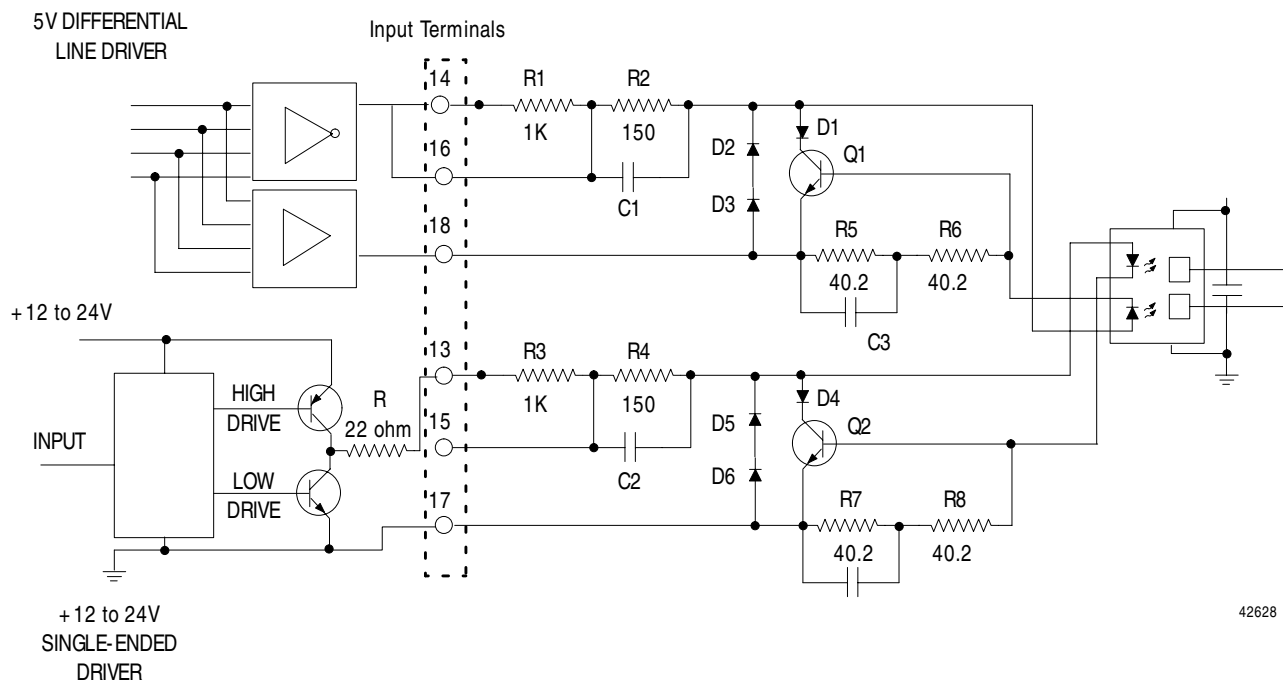 5V DIFFERENTIAL
LINE DRIVER
Input Terminals
14
R1
R2
1K
150
16
C1
18
D1
D2
Q1
D3
R5
R6
40.2
40.2
C3
+12 to 24V
INPUT
HIGH
DRIVE
LOW
DRIVE
R
22 ohm
13
R3
R4
1K
150
15
C2
17
D4
D5
Q2
D6
R7
R8
40.2
40.2
+12 to 24V
SINGLE-ENDED
DRIVER
42628